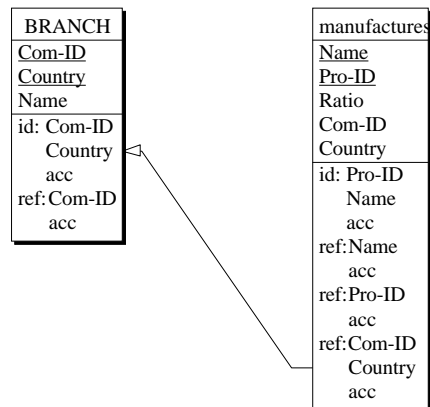 BRANCH
Com-ID
Country
Name
id: Com-ID
Country
acc
ref:Com-ID
acc
manufactures
Name
Pro-ID
Ratio
Com-ID
Country
id: Pro-ID
Name
acc
ref:Name
acc
ref:Pro-ID
acc
ref:Com-ID
Country
acc